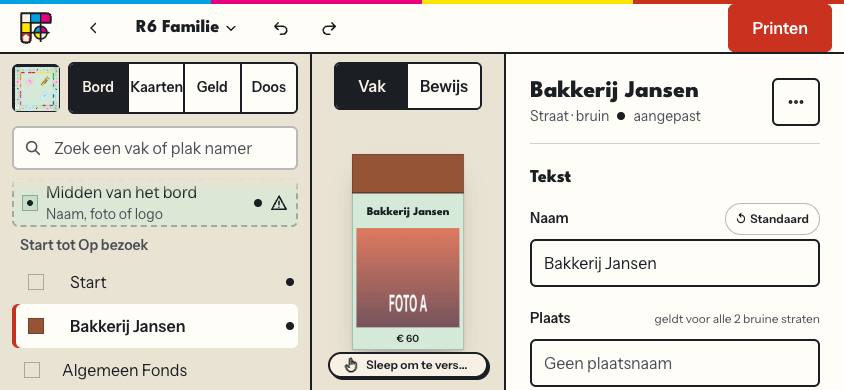 R6 Familie
Printen
Bord Kaarten Geld Doos
Zoek een vak of plak namer
Midden van het bord
Naam, foto of logo
Start tot Op bezoek
Start
Bakkerij Jansen
Algemeen Fonds
Vak Bewijs
Bakkerij Jansen
FOTO A
€ 60
Sleep om te vers...
Bakkerij Jansen
Straat · bruin ● aangepast
Tekst
Naam
Standaard
Bakkerij Jansen
Plaats
geldt voor alle 2 bruine straten
Geen plaatsnaam